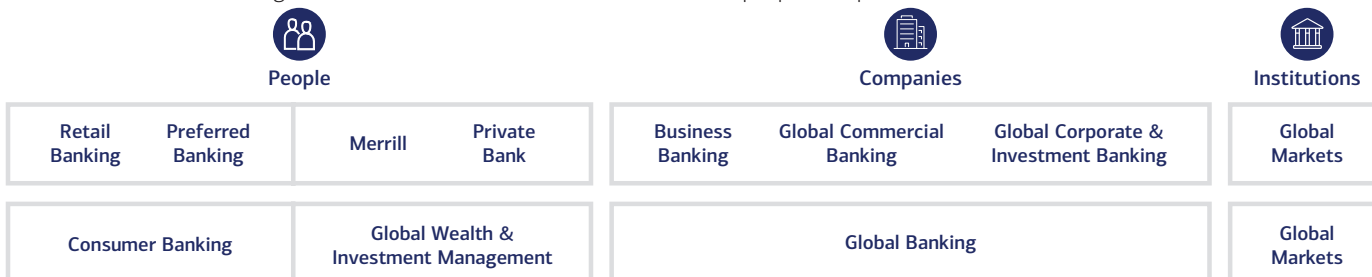 People
Companies
Institutions
Retail
Banking
Preferred
Banking
Merrill
Private
Bank
Business
Banking
Global Commercial
Banking
Global Corporate &
Investment Banking
Global
Markets
Consumer Banking
Global Wealth &
Investment Management
Global Banking
Global
Markets